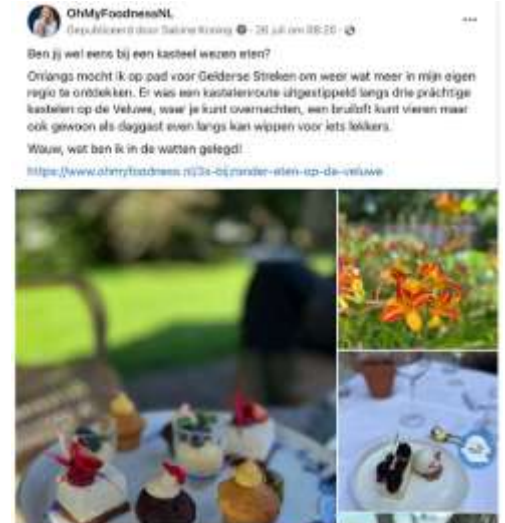 OhMyFoodnessNL
Gepubliceerd door Sabine Koning · 26 juli om 08:20 ·
Ben jij wel eens bij een kasteel wezen eten?
Onlangs mocht ik op pad voor Gelderse Streken om weer wat meer in mijn eigen
regio te ontdekken. Er was een kastelenroute uitgestippeld langs drie prachtige
kastelen op de Veluwe, waar je kunt overnachten, een bruiloft kunt vieren maar
ook gewoon als daggast even langs kan wippen voor iets lekkers.
Wauw, wat ben ik in de watten gelegd!
https://www.ohmyfoodness.nl/3x-bijzonder-eten-op-de-veluwe